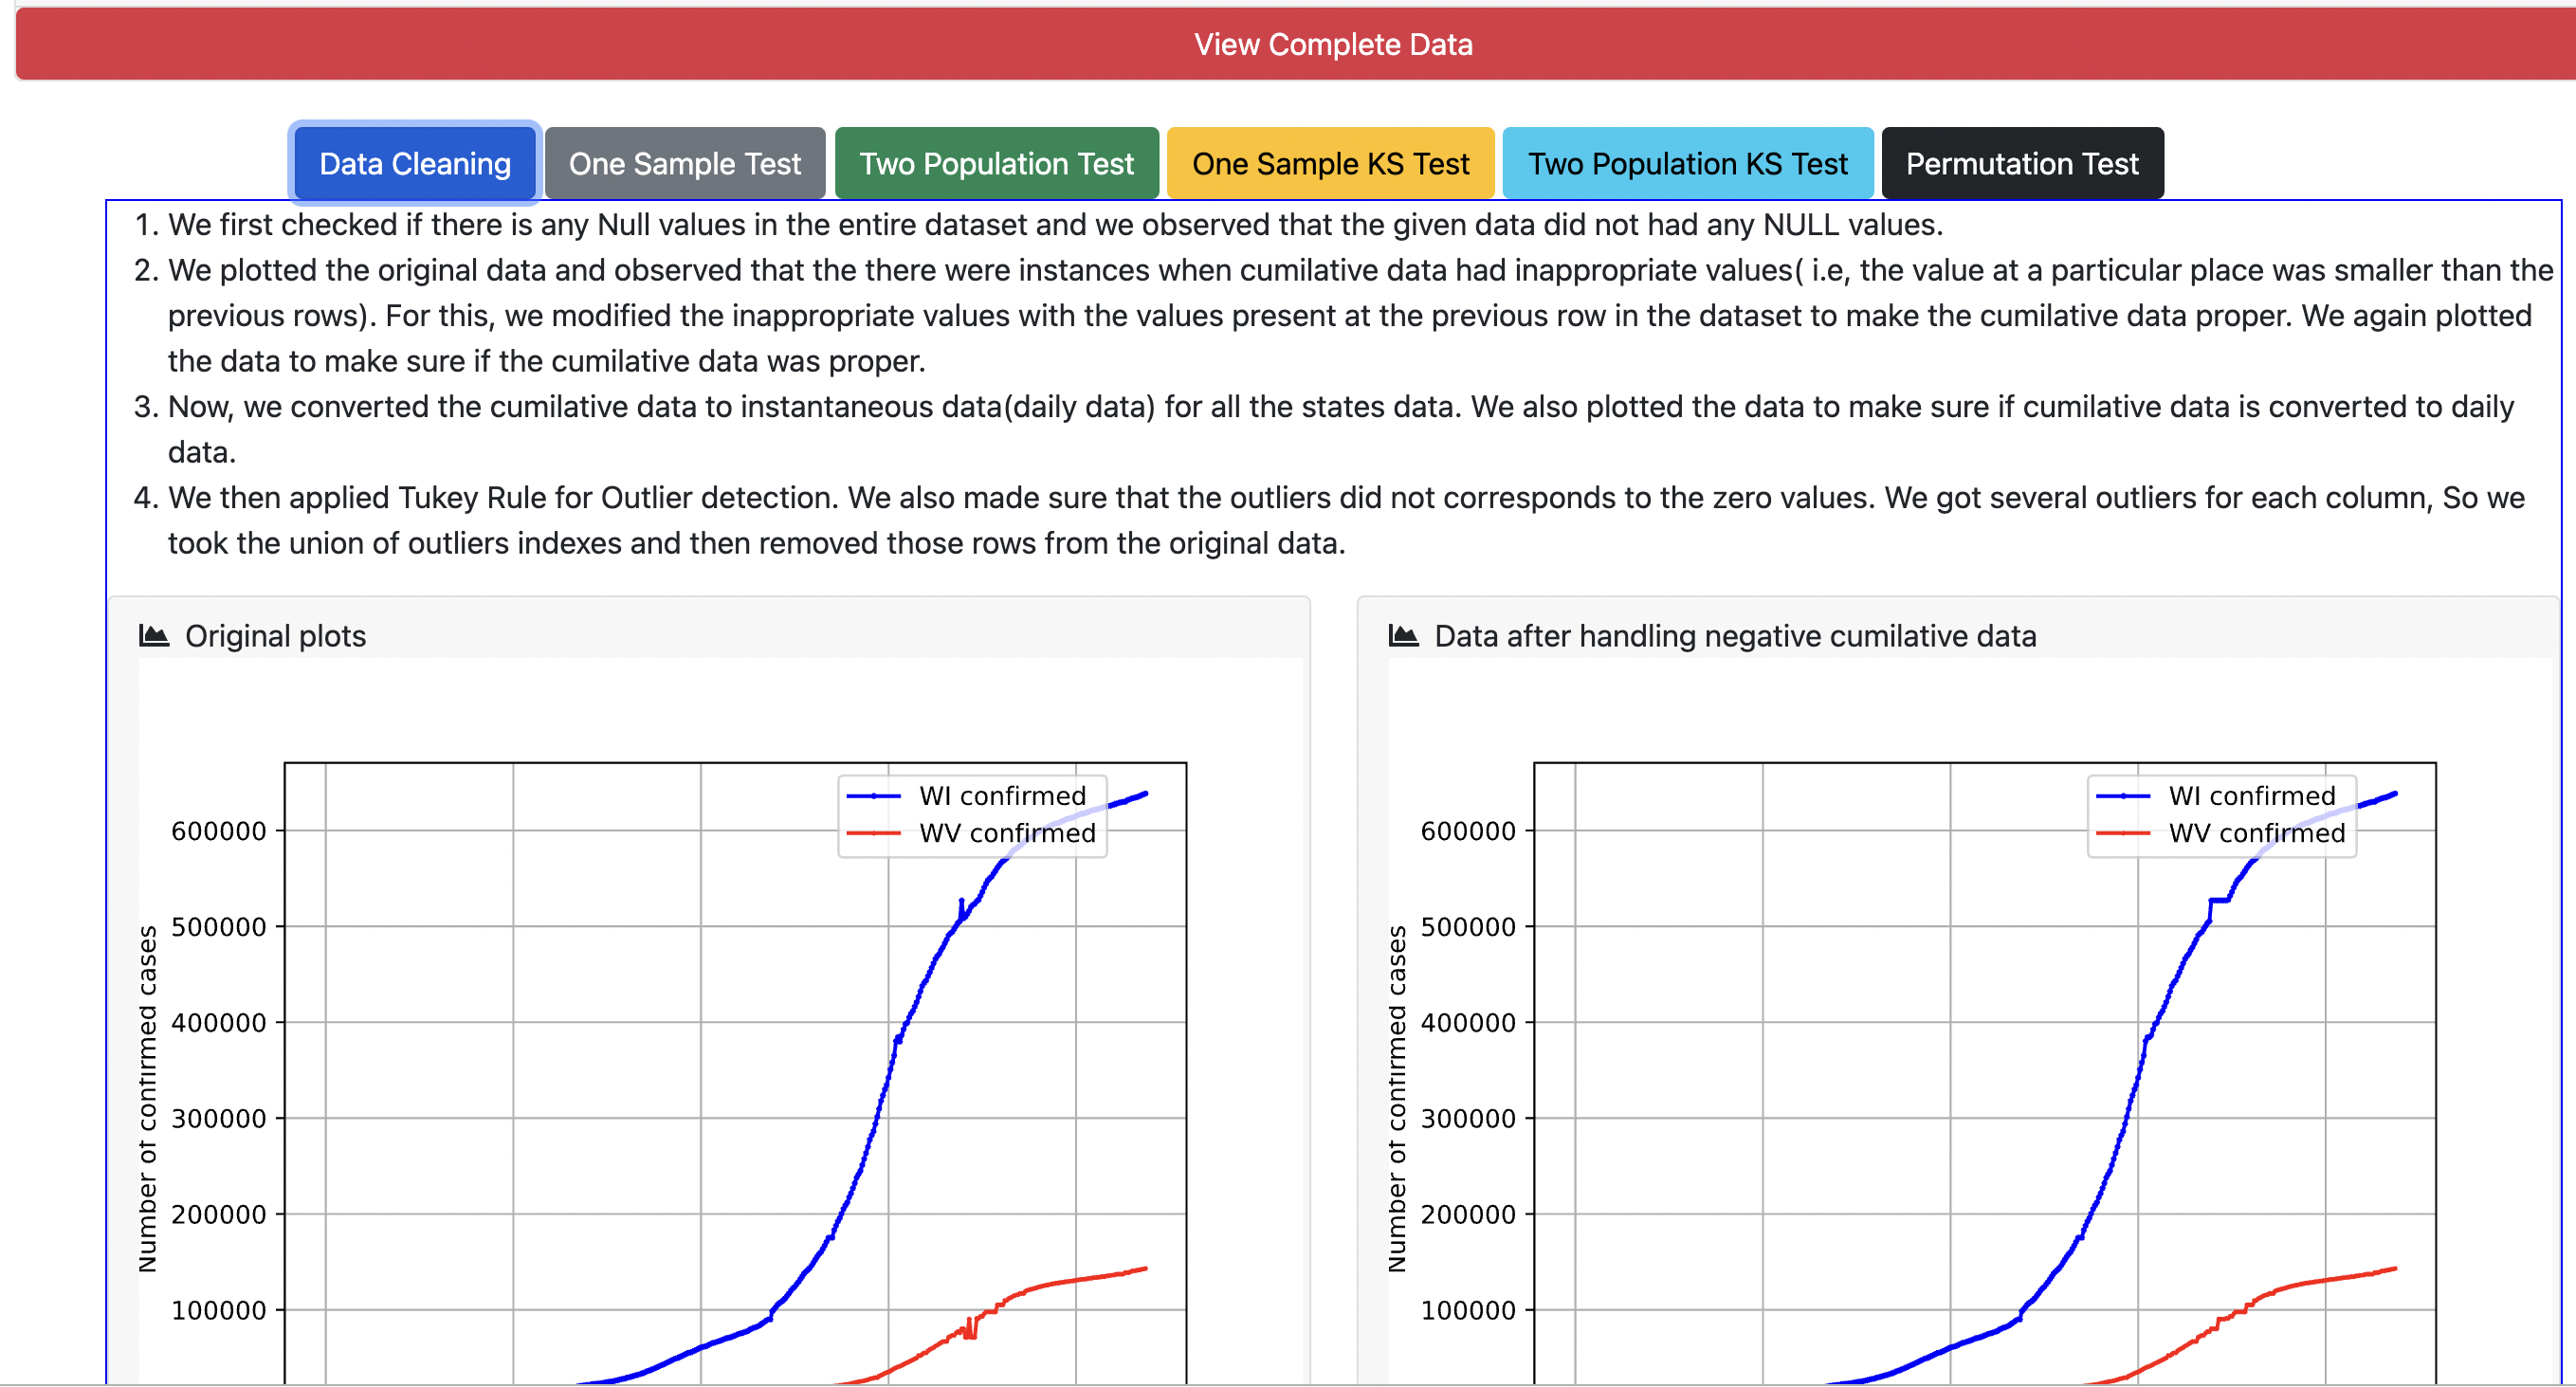 View Complete Data
Data Cleaning One Sample Test Two Population Test One Sample KS Test Two Population KS Test Permutation Test
1. We first checked if there is any Null values in the entire dataset and we observed that the given data did not had any NULL values.
2. We plotted the original data and observed that the there were instances when cumilative data had inappropriate values( i.e, the value at a particular place was smaller than the
previous rows). For this, we modified the inappropriate values with the values present at the previous row in the dataset to make the cumilative data proper. We again plotted
the data to make sure if the cumilative data was proper.
3. Now, we converted the cumilative data to instantaneous data(daily data) for all the states data. We also plotted the data to make sure if cumilative data is converted to daily
data.
4. We then applied Tukey Rule for Outlier detection. We also made sure that the outliers did not corresponds to the zero values. We got several outliers for each column, So we
took the union of outliers indexes and then removed those rows from the original data.
Original plots
WI confirmed
WV confirmed
600000
500000
400000
300000
200000
100000
Number of confirmed cases
Data after handling negative cumilative data
WI confirmed
WV confirmed
600000
500000
400000
300000
200000
100000
Number of confirmed cases